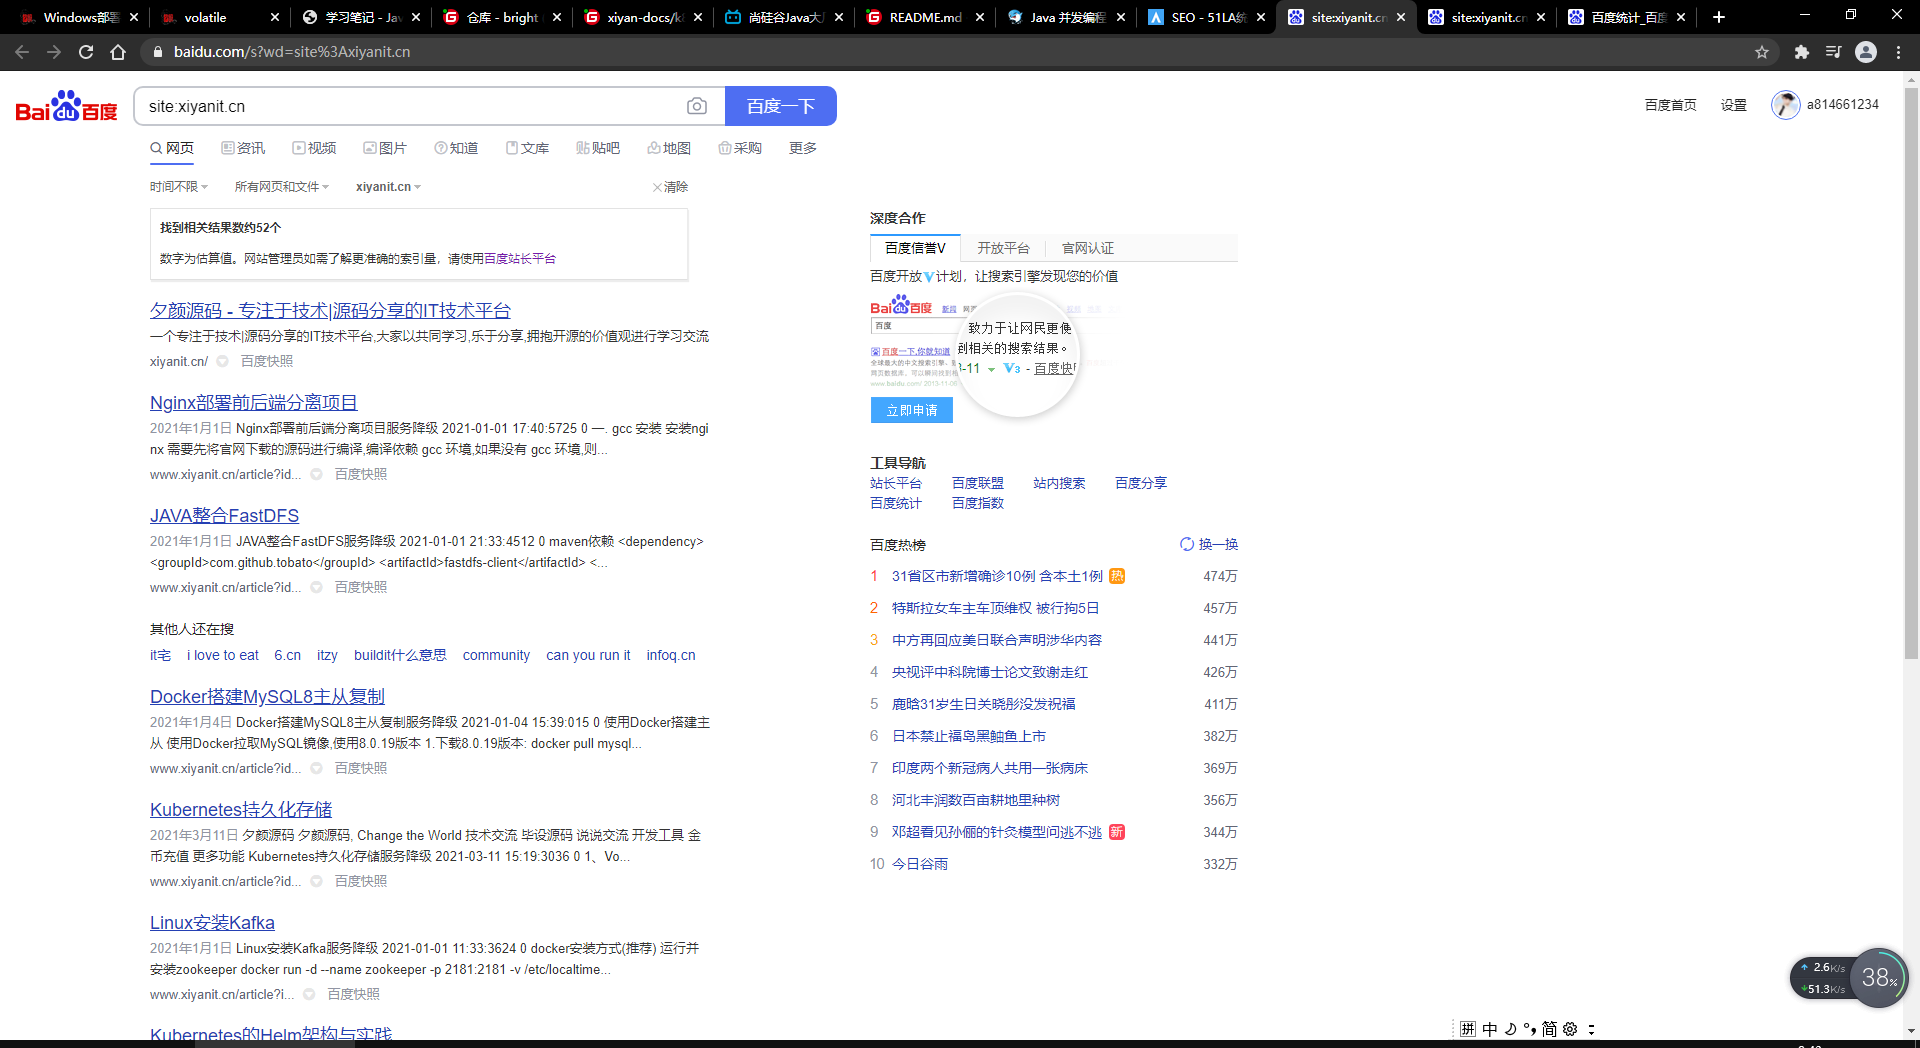 Windows部署
volatile
学习笔记 - Jav
仓库 - bright
xiyan-docs/k8
尚硅谷Java大厂
README.md
Java 并发编程
SEO - 51LA统
site:xiyanit.cn
site:xiyanit.cn
百度统计_百度
baidu.com/s?wd=site%3Axiyanit.cn
Bai du 百度
site:xiyanit.cn
百度一下
百度首页
设置
a814661234
网页
资讯
视频
图片
知道
文库
贴吧
地图
采购
更多
时间不限
所有网页和文件
xiyanit.cn
清除
找到相关结果数约52个
数字为估算值。网站管理员如需了解更准确的索引量，请使用百度站长平台
夕颜源码 - 专注于技术|源码分享的IT技术平台
一个专注于技术|源码分享的IT技术平台,大家以共同学习,乐于分享,拥抱开源的价值观进行学习交流
xiyanit.cn/ 百度快照
Nginx部署前后端分离项目
2021年1月1日 Nginx部署前后端分离项目服务降级 2021-01-01 17:40:5725 0 一. gcc 安装 安装ngi
nx 需要先将官网下载的源码进行编译,编译依赖 gcc 环境,如果没有 gcc 环境,则...
www.xiyanit.cn/article?id... 百度快照
JAVA整合FastDFS
2021年1月1日 JAVA整合FastDFS服务降级 2021-01-01 21:33:4512 0 maven依赖 <dependency>
<groupId>com.github.tobato</groupId> <artifactId>fastdfs-client</artifactId> <...
www.xiyanit.cn/article?id... 百度快照
其他人还在搜
it宅 i love to eat 6.cn itzy buildit什么意思 community can you run it infoq.cn
Docker搭建MySQL8主从复制
2021年1月4日 Docker搭建MySQL8主从复制服务降级 2021-01-04 15:39:015 0 使用Docker搭建主
从 使用Docker拉取MySQL镜像,使用8.0.19版本 1.下载8.0.19版本: docker pull mysql...
www.xiyanit.cn/article?id... 百度快照
Kubernetes持久化存储
2021年3月11日 夕颜源码 夕颜源码, Change the World 技术交流 毕设源码 说说交流 开发工具 金
币充值 更多功能 Kubernetes持久化存储服务降级 2021-03-11 15:19:3036 0 1、Vo...
www.xiyanit.cn/article?id... 百度快照
Linux安装Kafka
2021年1月1日 Linux安装Kafka服务降级 2021-01-01 11:33:3624 0 docker安装方式(推荐) 运行并
安装zookeeper docker run -d --name zookeeper -p 2181:2181 -v /etc/localtime...
www.xiyanit.cn/article?i... 百度快照
Kubernetes的Helm架构与实践
深度合作
百度信誉V
开放平台
官网认证
百度开放V计划，让搜索引擎发现您的价值
Bai du 百度 新闻
百度
百度一下,你就知道
致力于让网民更便
到相关的搜索结果。
-11 V3 - 百度快
立即申请
工具导航
站长平台 百度联盟 站内搜索 百度分享
百度统计 百度指数
百度热榜
换一换
1 31省区市新增确诊10例 含本土1例 热 474万
2 特斯拉女车主车顶维权 被行拘5日 457万
3 中方再回应美日联合声明涉华内容 441万
4 央视评中科院博士论文致谢走红 426万
5 鹿晗31岁生日关晓彤没发祝福 411万
6 日本禁止福岛黑鲉鱼上市 382万
7 印度两个新冠病人共用一张病床 369万
8 河北丰润数百亩耕地里种树 356万
9 邓超看见孙俪的针灸模型问逃不逃 新 344万
10 今日谷雨 332万
2.6K/s
51.3K/s
38%
拼 中 简